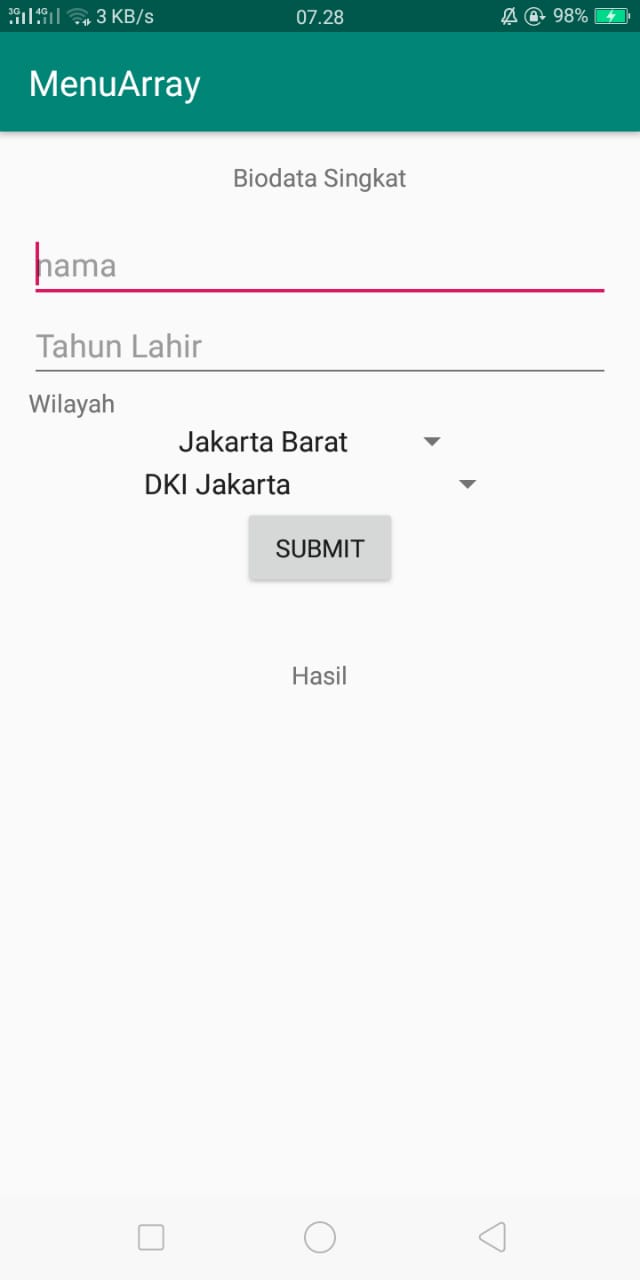 3G 4G 3 KB/s 07.28 98%
MenuArray
Biodata Singkat
nama
Tahun Lahir
Wilayah
Jakarta Barat
DKI Jakarta
SUBMIT
Hasil